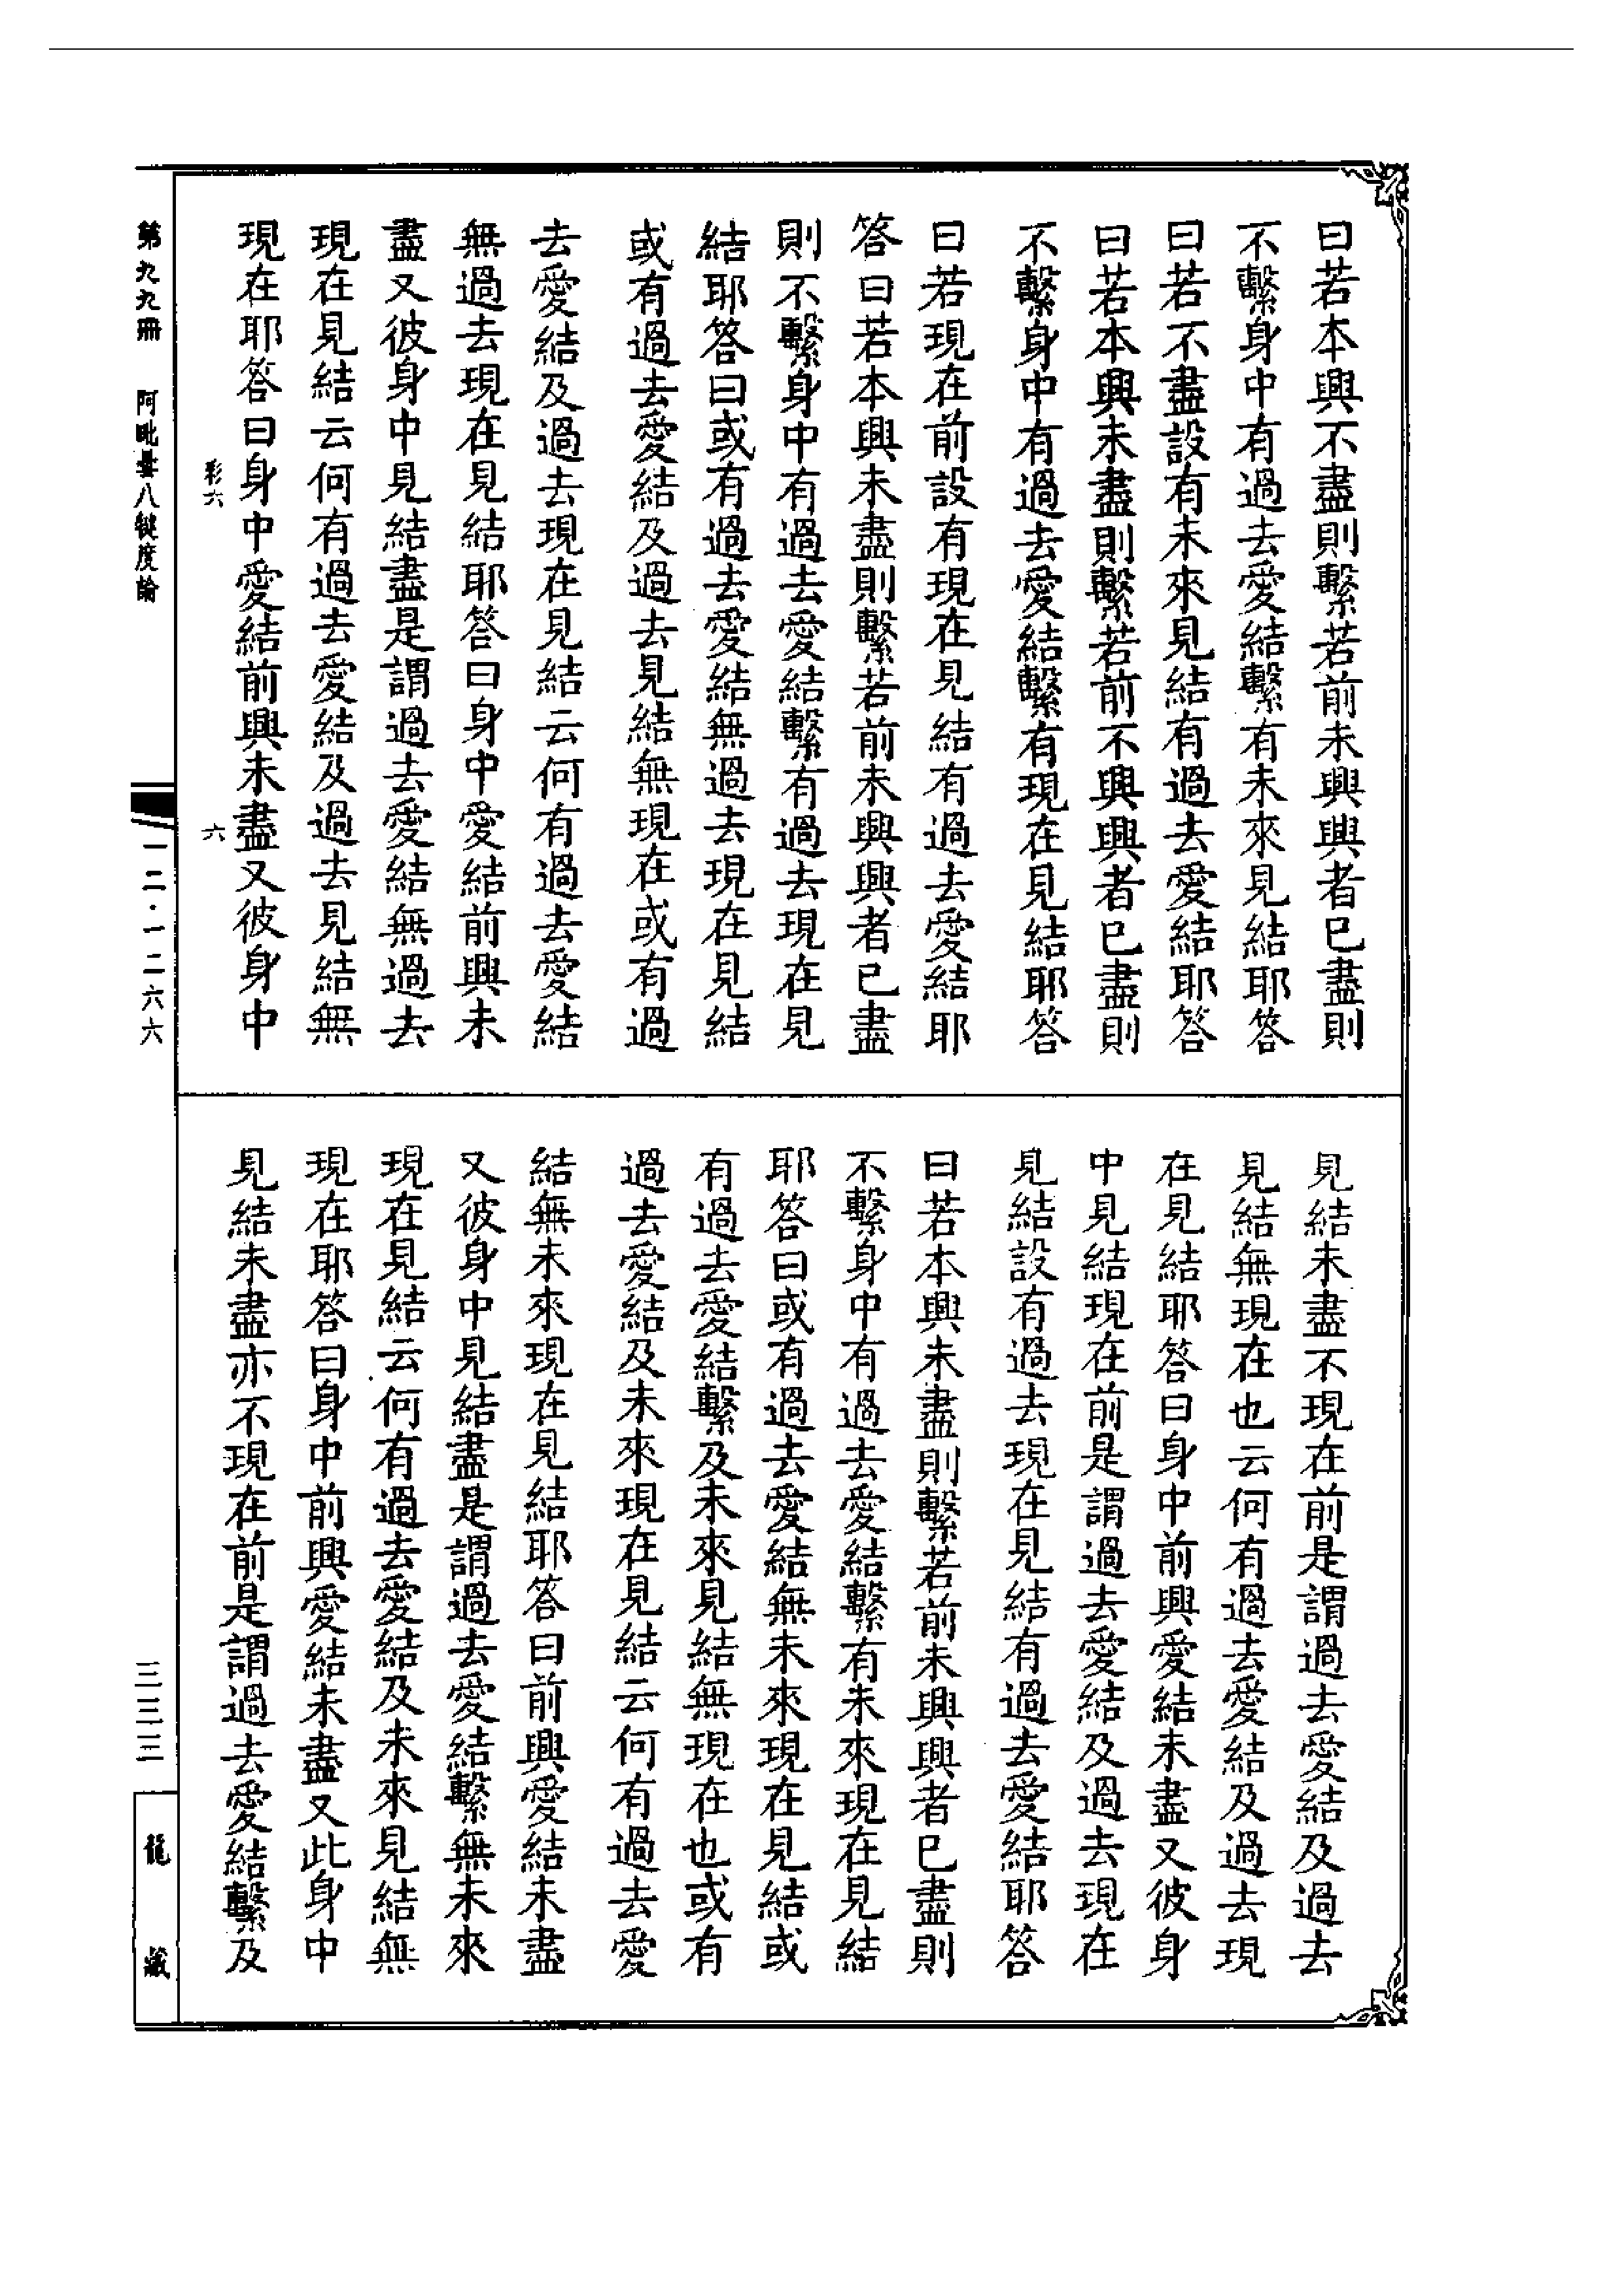 曰若本興不盡則繫若前未興興者已盡則
不繫身中有過去愛結繫有未來見結耶答
曰若不盡設有未來見結有過去愛結耶答
曰若本興未盡則繫若前不興興者已盡則
不繫身中有過去愛結繫有現在見結耶答
曰若現在前設有現在見結有過去愛結耶
答曰若本興未盡則繫若前未興興者已盡
則不繫身中有過去愛結繫有過去現在見
結耶答曰或有過去愛結無過去現在見結
或有過去愛結及過去見結無現在或有過
去愛結及過去現在見結云何有過去愛結
無過去現在見結耶答曰身中愛結前興未
盡又彼身中見結盡是謂過去愛結無過去
現在見結云何有過去愛結及過去見結無
現在耶答曰身中愛結前興未盡又彼身中
見結未盡不現在前是謂過去愛結及過去
見結無現在也云何有過去愛結及過去現
在見結耶答曰身中前興愛結未盡又彼身
中見結現在前是謂過去愛結及過去現在
見結設有過去現在見結有過去愛結耶答
曰若本興未盡則繫若前未興興者已盡則
不繫身中有過去愛結繫有未來現在見結
耶答曰或有過去愛結無未來現在見結或
有過去愛結繫及未來見結無現在也或有
過去愛結及未來現在見結云何有過去愛
結無未來現在見結耶答曰前興愛結未盡
又彼身中見結盡是謂過去愛結繫無未來
現在見結云何有過去愛結及未來見結無
現在耶答曰身中前興愛結未盡又此身中
見結未盡亦不現在前是謂過去愛結繫及
彩六
六
第九九冊
阿毗曇八犍度論
一二·一二六六
三三三
龍藏